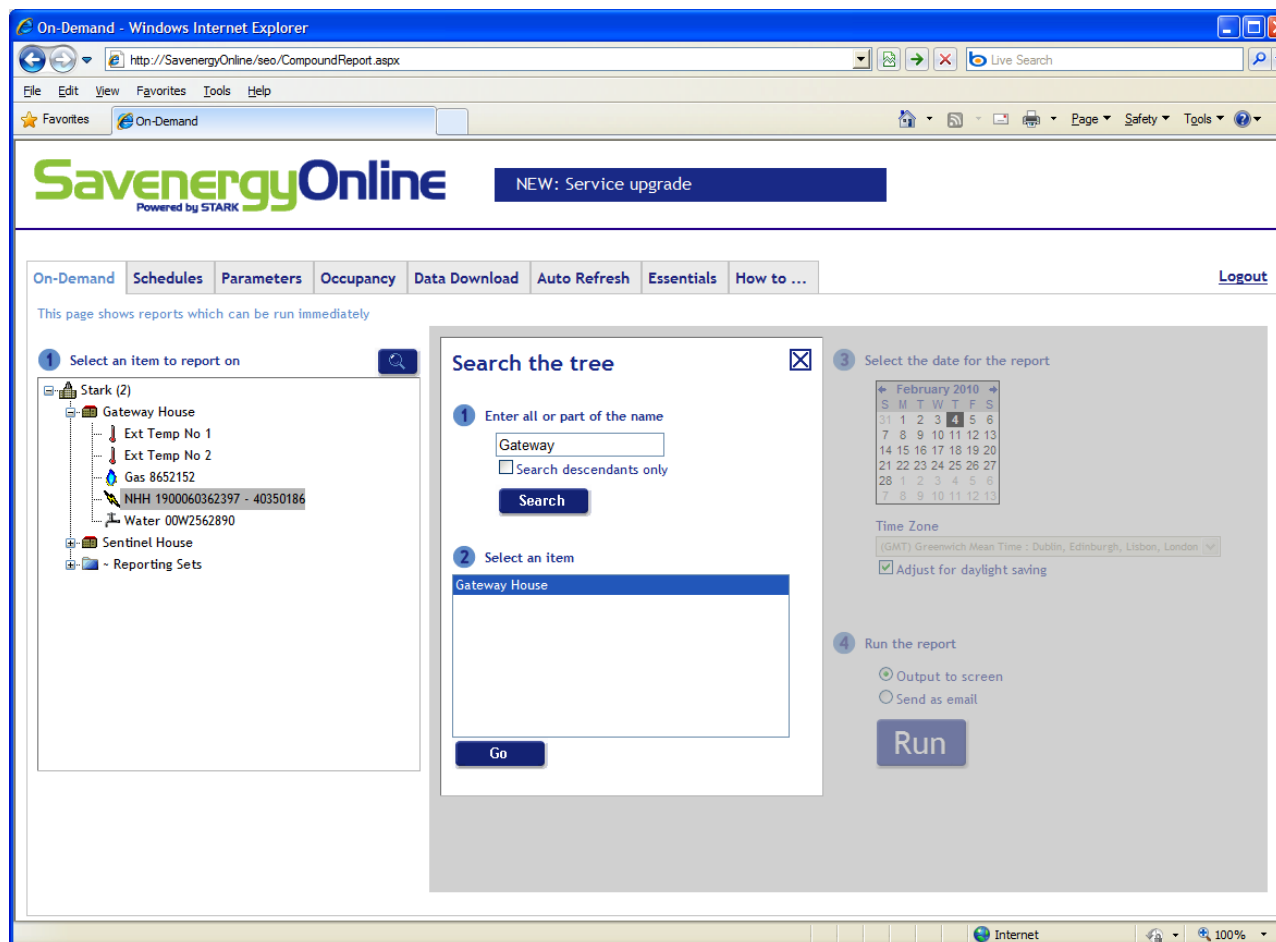 On-Demand - Windows Internet Explorer
http://SavenergyOnline/seo/CompoundReport.aspx
Live Search
File Edit View Favorites Tools Help
Favorites On-Demand Page Safety Tools
SavenergyOnline
Powered by STARK
NEW: Service upgrade
On-Demand Schedules Parameters Occupancy Data Download Auto Refresh Essentials How to ... Logout
This page shows reports which can be run immediately
1 Select an item to report on
Stark (2)
Gateway House
Ext Temp No 1
Ext Temp No 2
Gas 8652152
NHH 1900060362397 - 40350186
Water 00W2562890
Sentinel House
~ Reporting Sets
Search the tree
1 Enter all or part of the name
Gateway
Search descendants only
Search
2 Select an item
Gateway House
Go
3 Select the date for the report
February 2010
S M T W T F S
31 1 2 3 4 5 6
7 8 9 10 11 12 13
14 15 16 17 18 19 20
21 22 23 24 25 26 27
28 1 2 3 4 5 6
7 8 9 10 11 12 13
Time Zone
(GMT) Greenwich Mean Time : Dublin, Edinburgh, Lisbon, London
Adjust for daylight saving
4 Run the report
Output to screen
Send as email
Run
Internet 100%